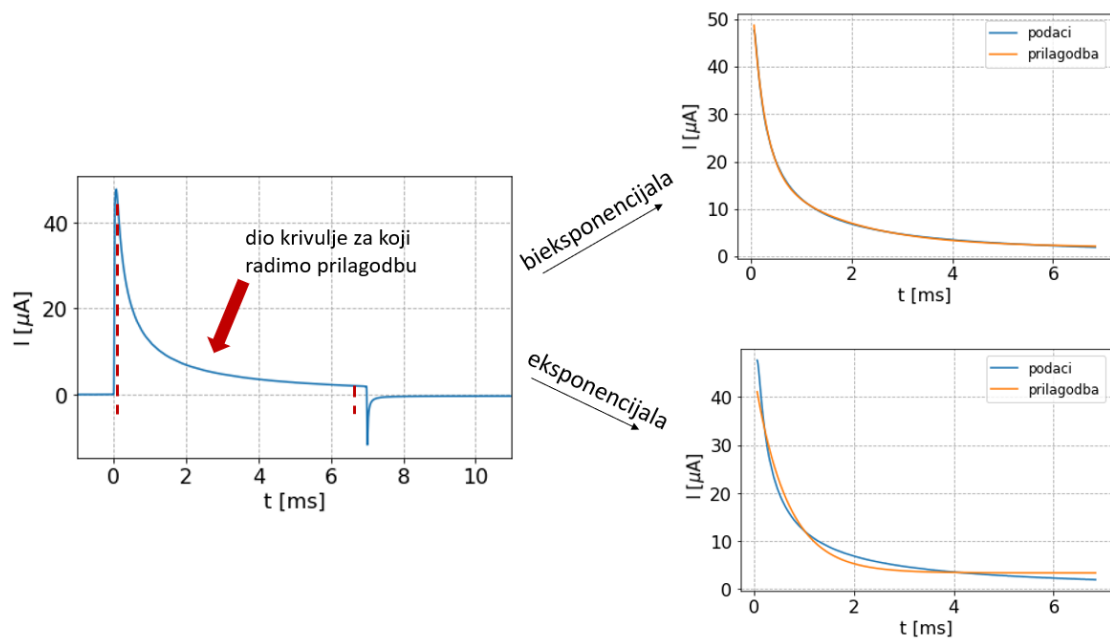 I [μA]
40
20
0
0
2
4
6
8
10
t [ms]
dio krivulje za koji
radimo prilagodbu
bieksponencijala
eksponencijala
I [μA]
50
40
30
20
10
0
0
2
4
6
t [ms]
podaci
prilagodba
I [μA]
40
30
20
10
0
0
2
4
6
t [ms]
podaci
prilagodba